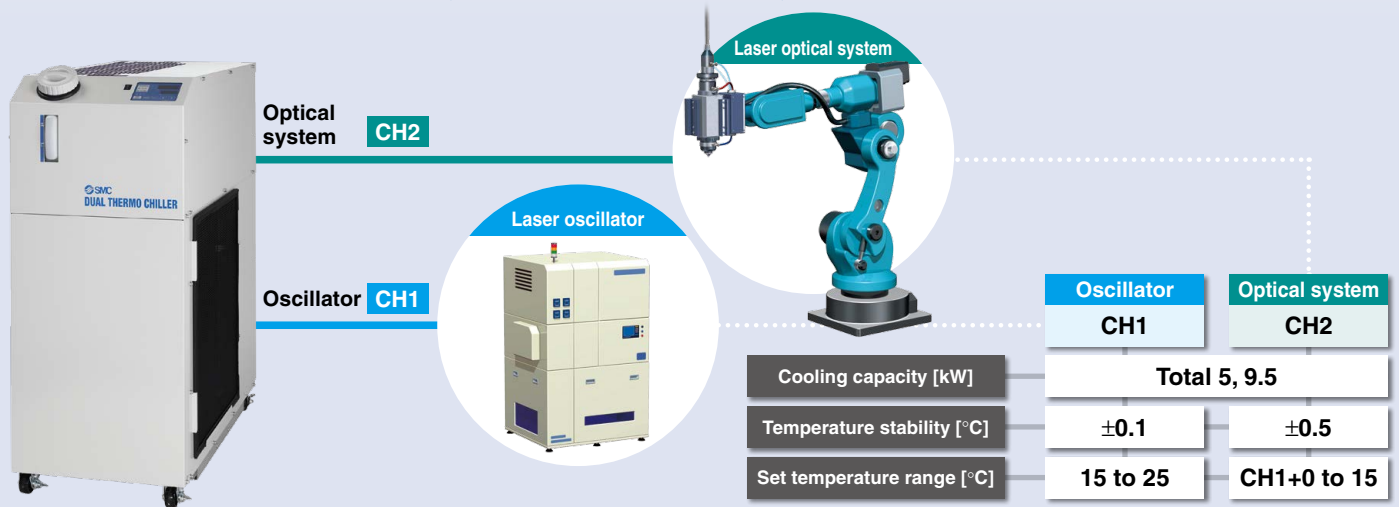 Laser optical system
Optical
system
CH2
SMC
DUAL THERMO CHILLER
Laser oscillator
Oscillator
CH1
Oscillator
Optical system
CH1
CH2
Cooling capacity [kW]
Total 5, 9.5
Temperature stability [°C]
±0.1
±0.5
Set temperature range [°C]
15 to 25
CH1+0 to 15